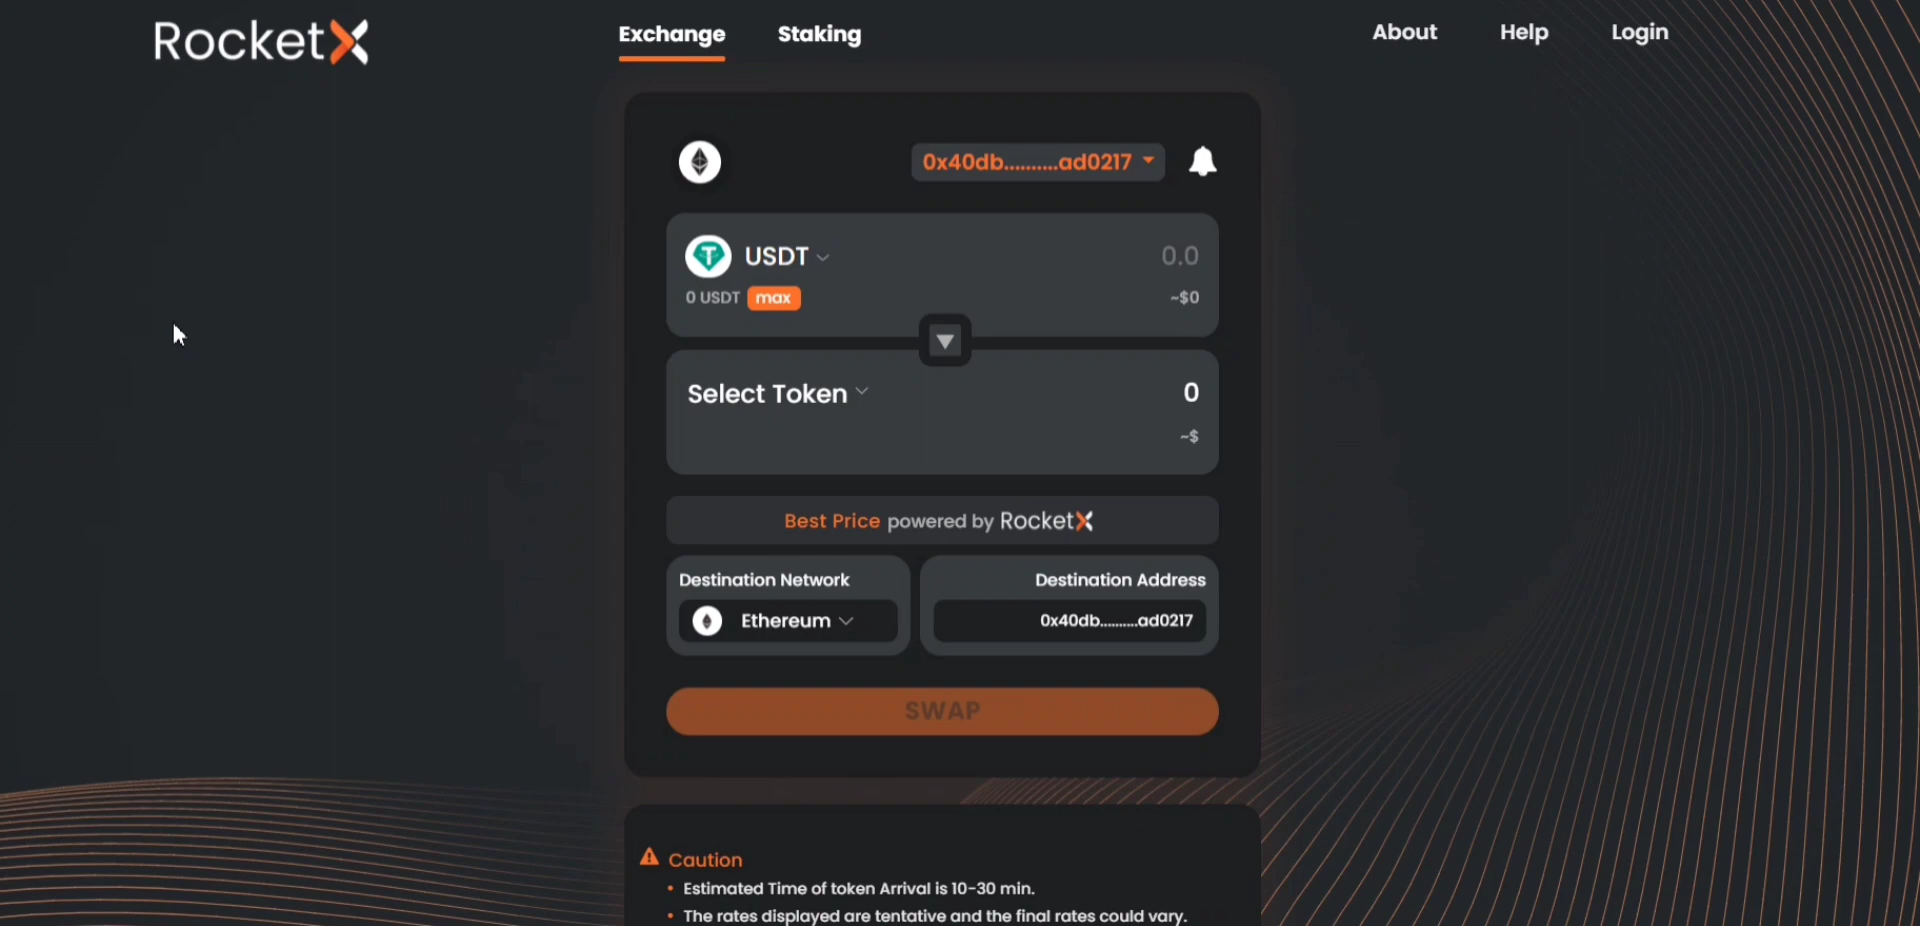 RocketX
Exchange
Staking
About
Help
Login
0x40db..........ad0217
USDT
0.0
0 USDT
max
~$0
Select Token
0
~$
Best Price powered by RocketX
Destination Network
Destination Address
Ethereum
0x40db..........ad0217
SWAP
Caution
• Estimated Time of token Arrival is 10-30 min.
• The rates displayed are tentative and the final rates could vary.